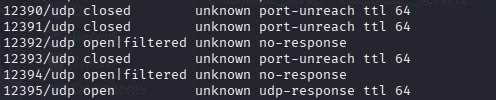 12390/udp closed unknown port-unreach ttl 64
12391/udp closed unknown port-unreach ttl 64
12392/udp open|filtered unknown no-response
12393/udp closed unknown port-unreach ttl 64
12394/udp open|filtered unknown no-response
12395/udp open unknown udp-response ttl 64